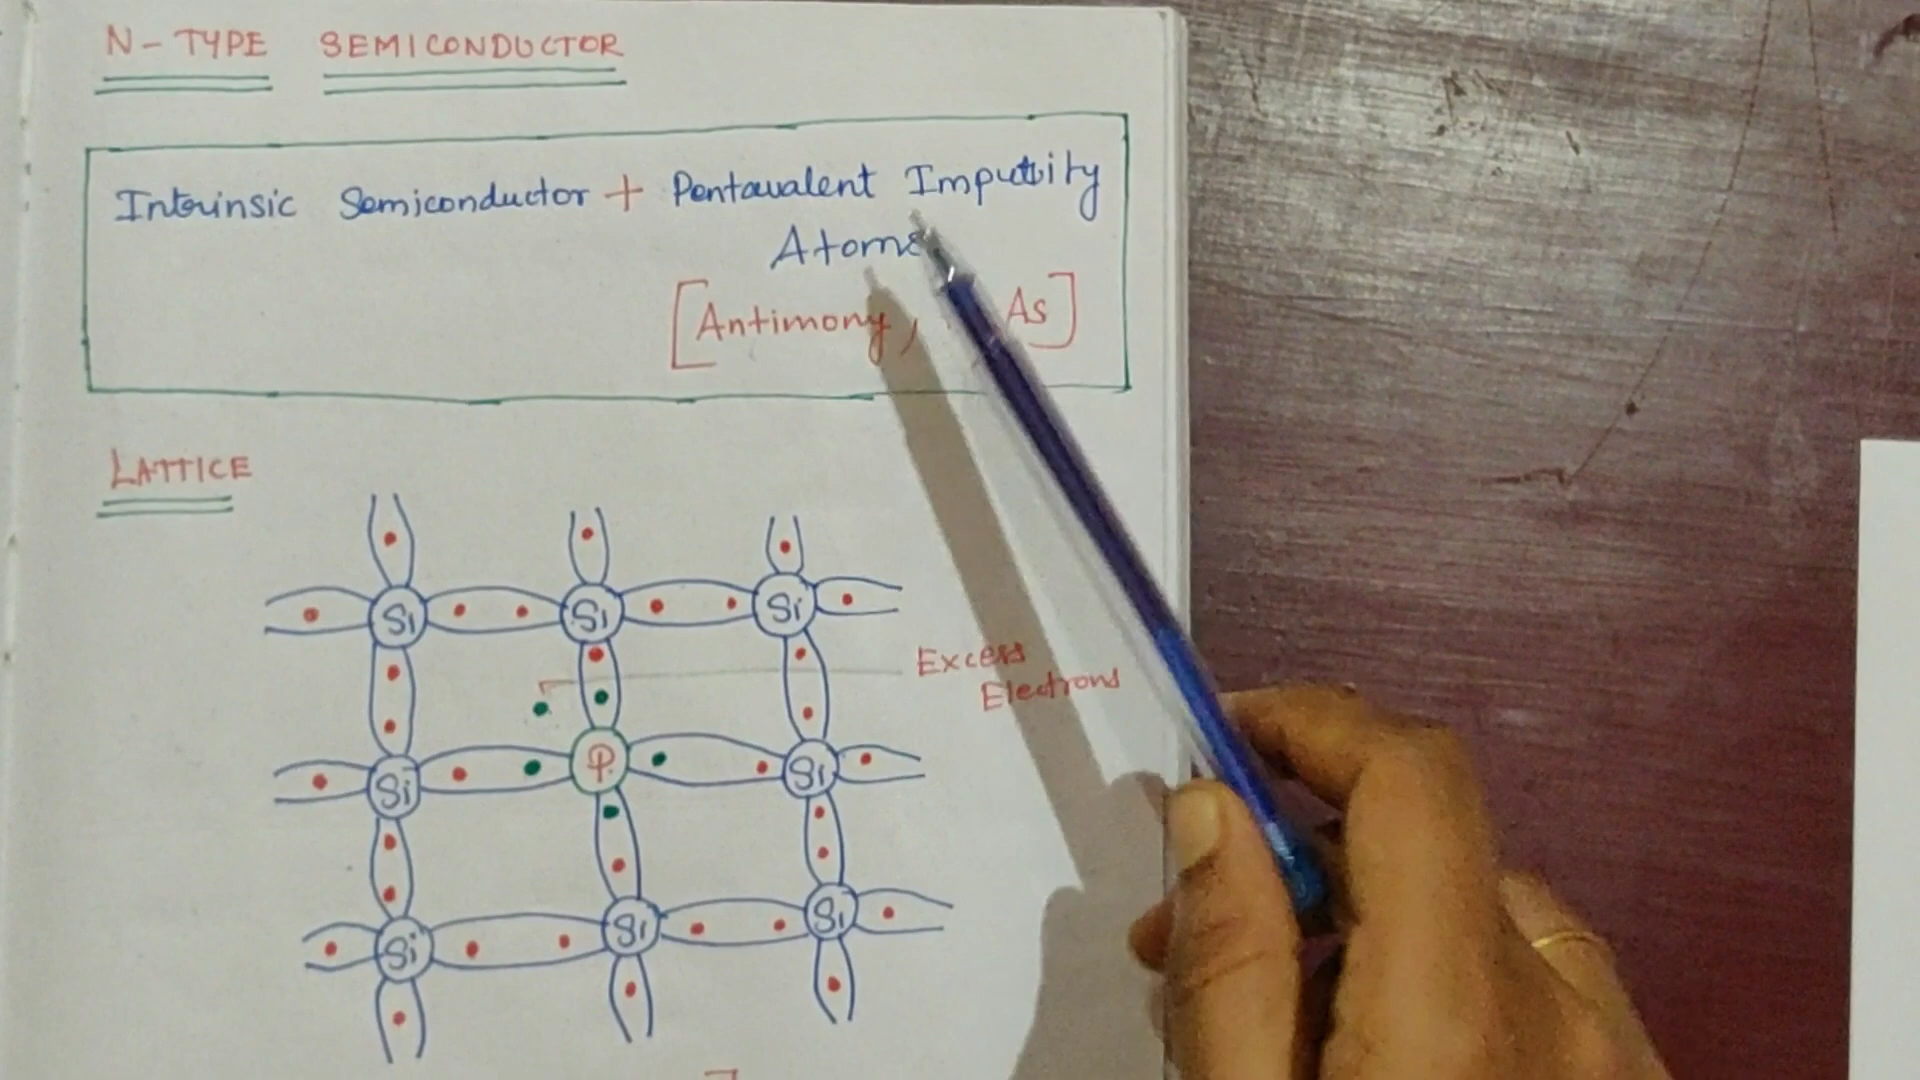 N-TYPE SEMICONDUCTOR
Intrinsic Semiconductor + Pentavalent Impurity
Atoms
[Antimony, As]
LATTICE
Si Si Si
Excess
Electrons
Si P Si
Si Si Si